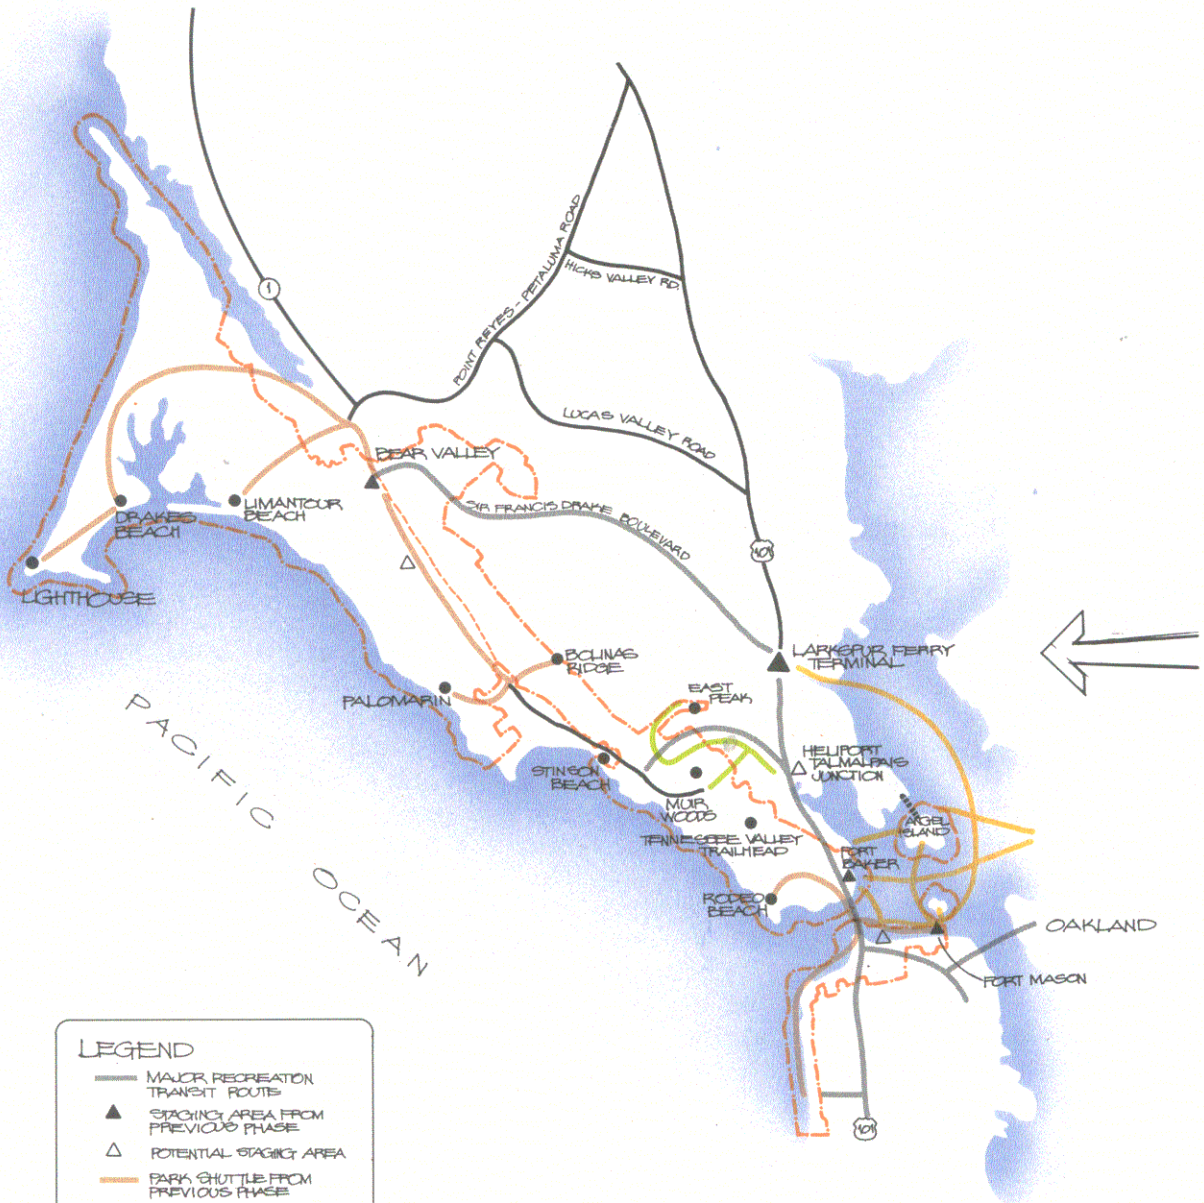 1
POINT REYES - PETALUMA ROAD
HICKS VALLEY RD.
LUCAS VALLEY ROAD
BEAR VALLEY
SIR FRANCIS DRAKE BOULEVARD
101
DRAKES
BEACH
LIMANTOUR
BEACH
LIGHTHOUSE
BOLINAS
RIDGE
LARKSPUR FERRY
TERMINAL
PALOMARIN
EAST
PEAK
PACIFIC OCEAN
STINSON
BEACH
HELIPORT
TALMALPAIS
JUNCTION
MUIR
WOODS
ANGEL
ISLAND
TENNESSEE VALLEY
TRAILHEAD
FORT
BAKER
RODEO
BEACH
OAKLAND
FORT MASON
101
LEGEND
MAJOR RECREATION
TRANSIT ROUTE
STAGING AREA FROM
PREVIOUS PHASE
POTENTIAL STAGING AREA
PARK SHUTTLE FROM
PREVIOUS PHASE